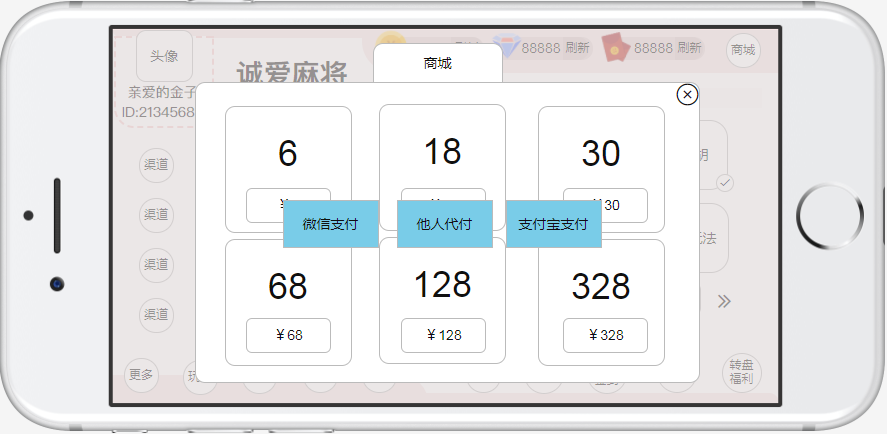 头像
亲爱的金子
ID:2134568
诚爱麻将
商城
刷新
88888 刷新
88888 刷新
商城
渠道
渠道
渠道
渠道
6
18
30
¥30
微信支付
他人代付
支付宝支付
68
128
328
¥68
¥128
¥328
更多
转盘
福利